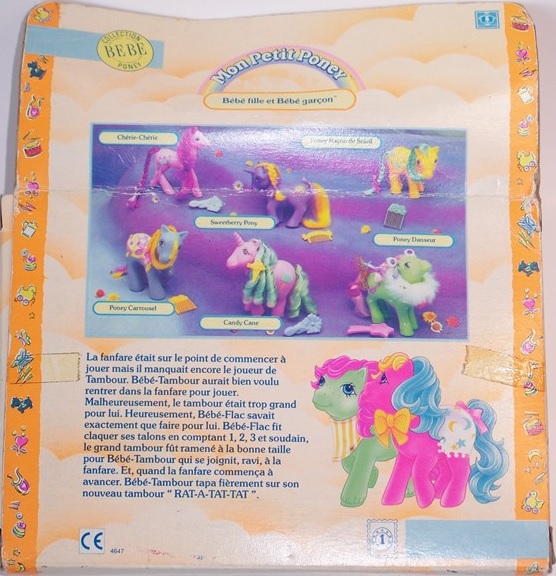 COLLECTION
BÉBÉ
PONEY
Mon Petit Poney
Bébé fille et Bébé garçon
Chérie-Chérie
Poney Rayon de Soleil
Sweetberry Pony
Poney Danseur
Poney Carrousel
Candy Cane
La fanfare était sur le point de commencer à
jouer mais il manquait encore le joueur de
Tambour. Bébé-Tambour aurait bien voulu
rentrer dans la fanfare pour jouer.
Malheureusement, le tambour était trop grand
pour lui. Heureusement, Bébé-Flac savait
exactement que faire pour lui. Bébé-Flac fit
claquer ses talons en comptant 1, 2, 3 et soudain,
le grand tambour fut ramené à la bonne taille
pour Bébé-Tambour qui se joignit, ravi, à la
fanfare. Et, quand la fanfare commença à
avancer. Bébé-Tambour tapa fièrement sur son
nouveau tambour " RAT-A-TAT-TAT ".
CE
4647
1